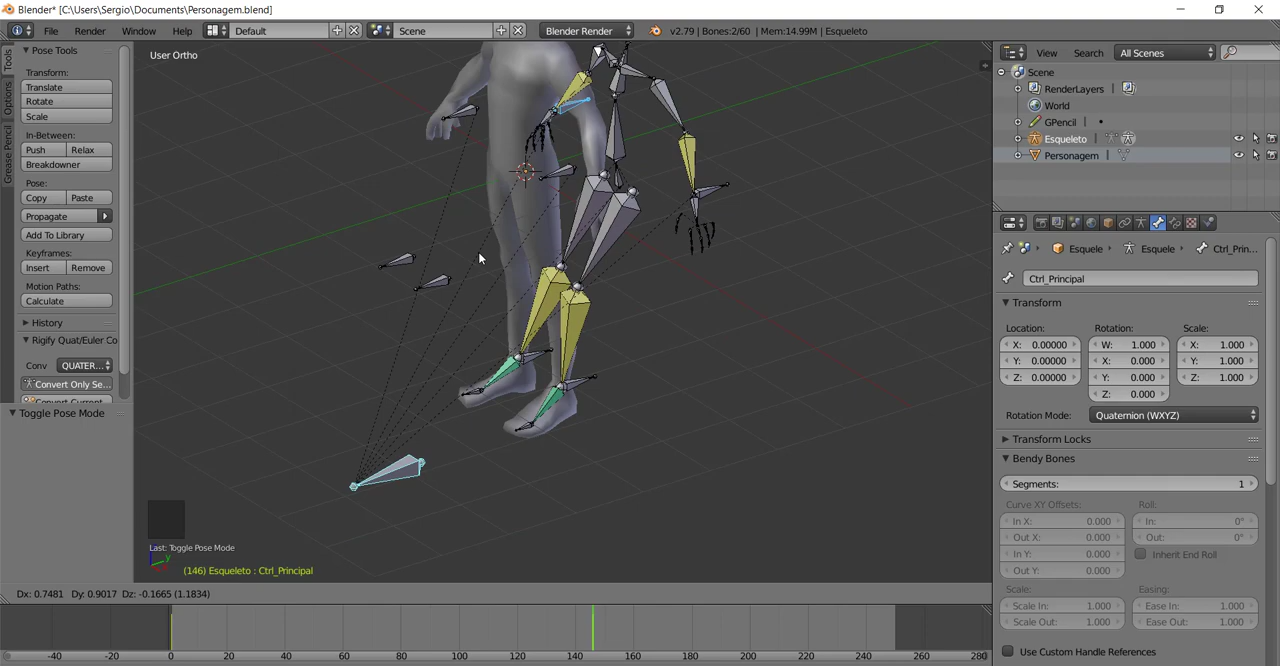 Blender* [C:\Users\Sergio\Documents\Personagem.blend]
File Render Window Help Default Scene Blender Render v2.79 | Bones:2/60 | Mem:14.99M | Esqueleto
Tools
Options
Grease Pencil
Pose Tools
Transform:
Translate
Rotate
Scale
In-Between:
Push Relax
Breakdowner
Pose:
Copy Paste
Propagate
Add To Library
Keyframes:
Insert Remove
Motion Paths:
Calculate
History
Rigify Quat/Euler Co
Conv QUATER...
Convert Only Se...
Convert Current
Toggle Pose Mode
User Ortho
Last: Toggle Pose Mode
y
(146) Esqueleto : Ctrl_Principal
Dx: 0.7481 Dy: 0.9017 Dz: -0.1665 (1.1834)
-40 -20 0 20 40 60 80 100 120 140 160 180 200 220 240 260 280
View Search All Scenes
Scene
RenderLayers
World
GPencil
Esqueleto
Personagem
Esquele Esquele Ctrl_Prin...
Ctrl_Principal
Transform
Location: Rotation: Scale:
X: 0.00000 W: 1.000 X: 1.000
Y: 0.00000 X: 0.000 Y: 1.000
Z: 0.00000 Y: 0.000 Z: 1.000
Z: 0.000
Rotation Mode: Quaternion (WXYZ)
Transform Locks
Bendy Bones
Segments: 1
Curve XY Offsets: Roll:
In X: 0.000 In: 0°
Out X: 0.000 Out: 0°
In Y: 0.000 Inherit End Roll
Out Y: 0.000
Scale: Easing:
Scale In: 1.000 Ease In: 1.000
Scale Out: 1.000 Ease Out: 1.000
Use Custom Handle References